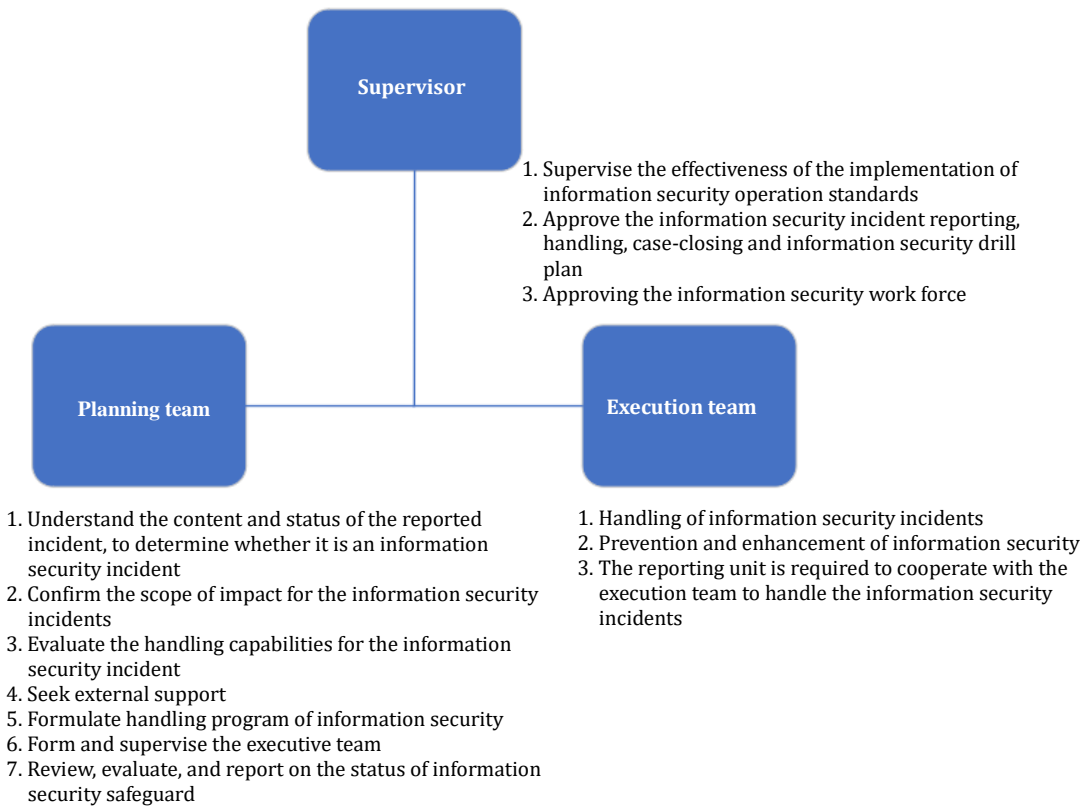 Supervisor
1. Supervise the effectiveness of the implementation of
information security operation standards
2. Approve the information security incident reporting,
handling, case-closing and information security drill
plan
3. Approving the information security work force
Planning team
Execution team
1. Understand the content and status of the reported
incident, to determine whether it is an information
security incident
2. Confirm the scope of impact for the information security
incidents
3. Evaluate the handling capabilities for the information
security incident
4. Seek external support
5. Formulate handling program of information security
6. Form and supervise the executive team
7. Review, evaluate, and report on the status of information
security safeguard
1. Handling of information security incidents
2. Prevention and enhancement of information security
3. The reporting unit is required to cooperate with the
execution team to handle the information security
incidents